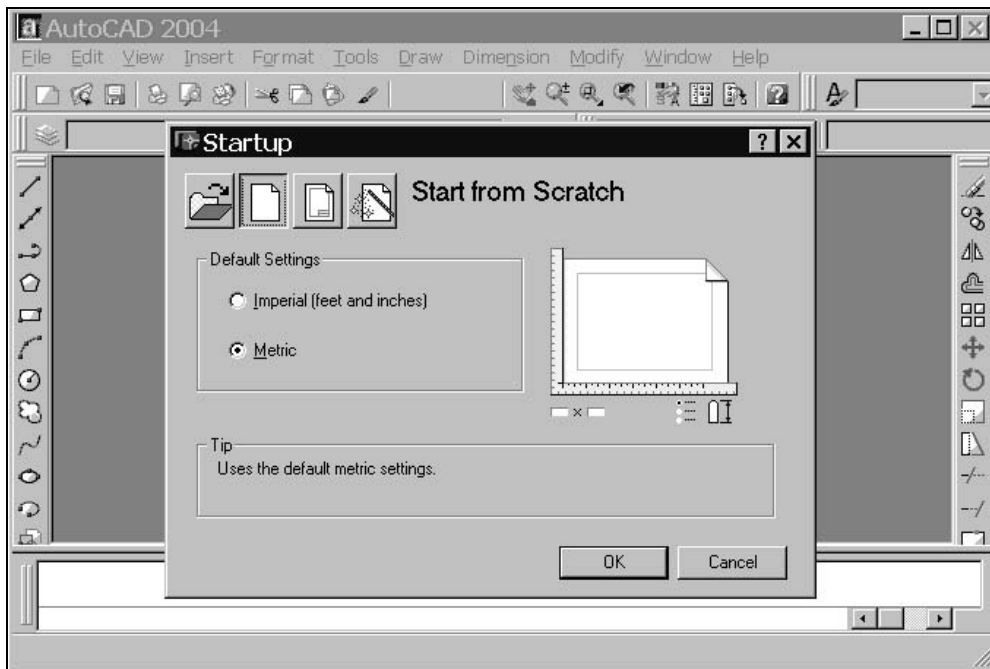 AutoCAD 2004
File Edit View Insert Format Tools Draw Dimension Modify Window Help
Startup
Start from Scratch
Default Settings
Imperial (feet and inches)
Metric
Tip
Uses the default metric settings.
OK Cancel